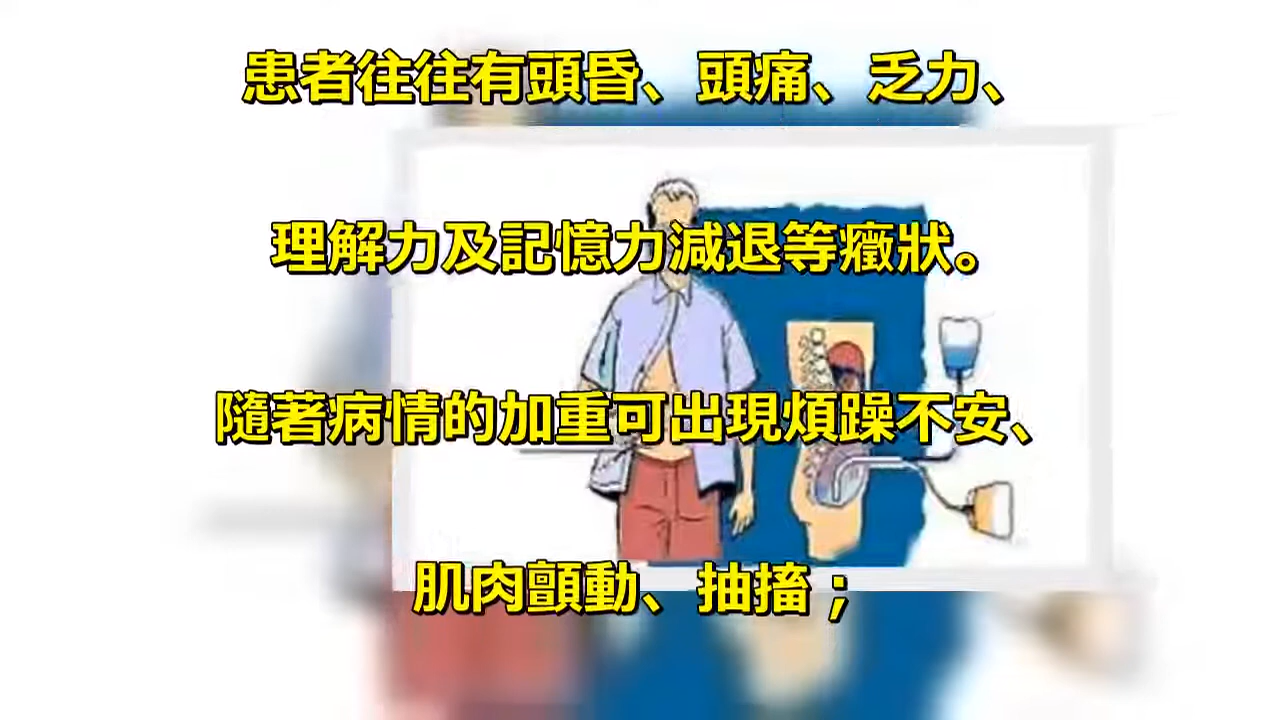 患者往往有頭昏、頭痛、乏力、
理解力及記憶力減退等癥狀。
隨著病情的加重可出現煩躁不安、
肌肉顫動、抽搐；